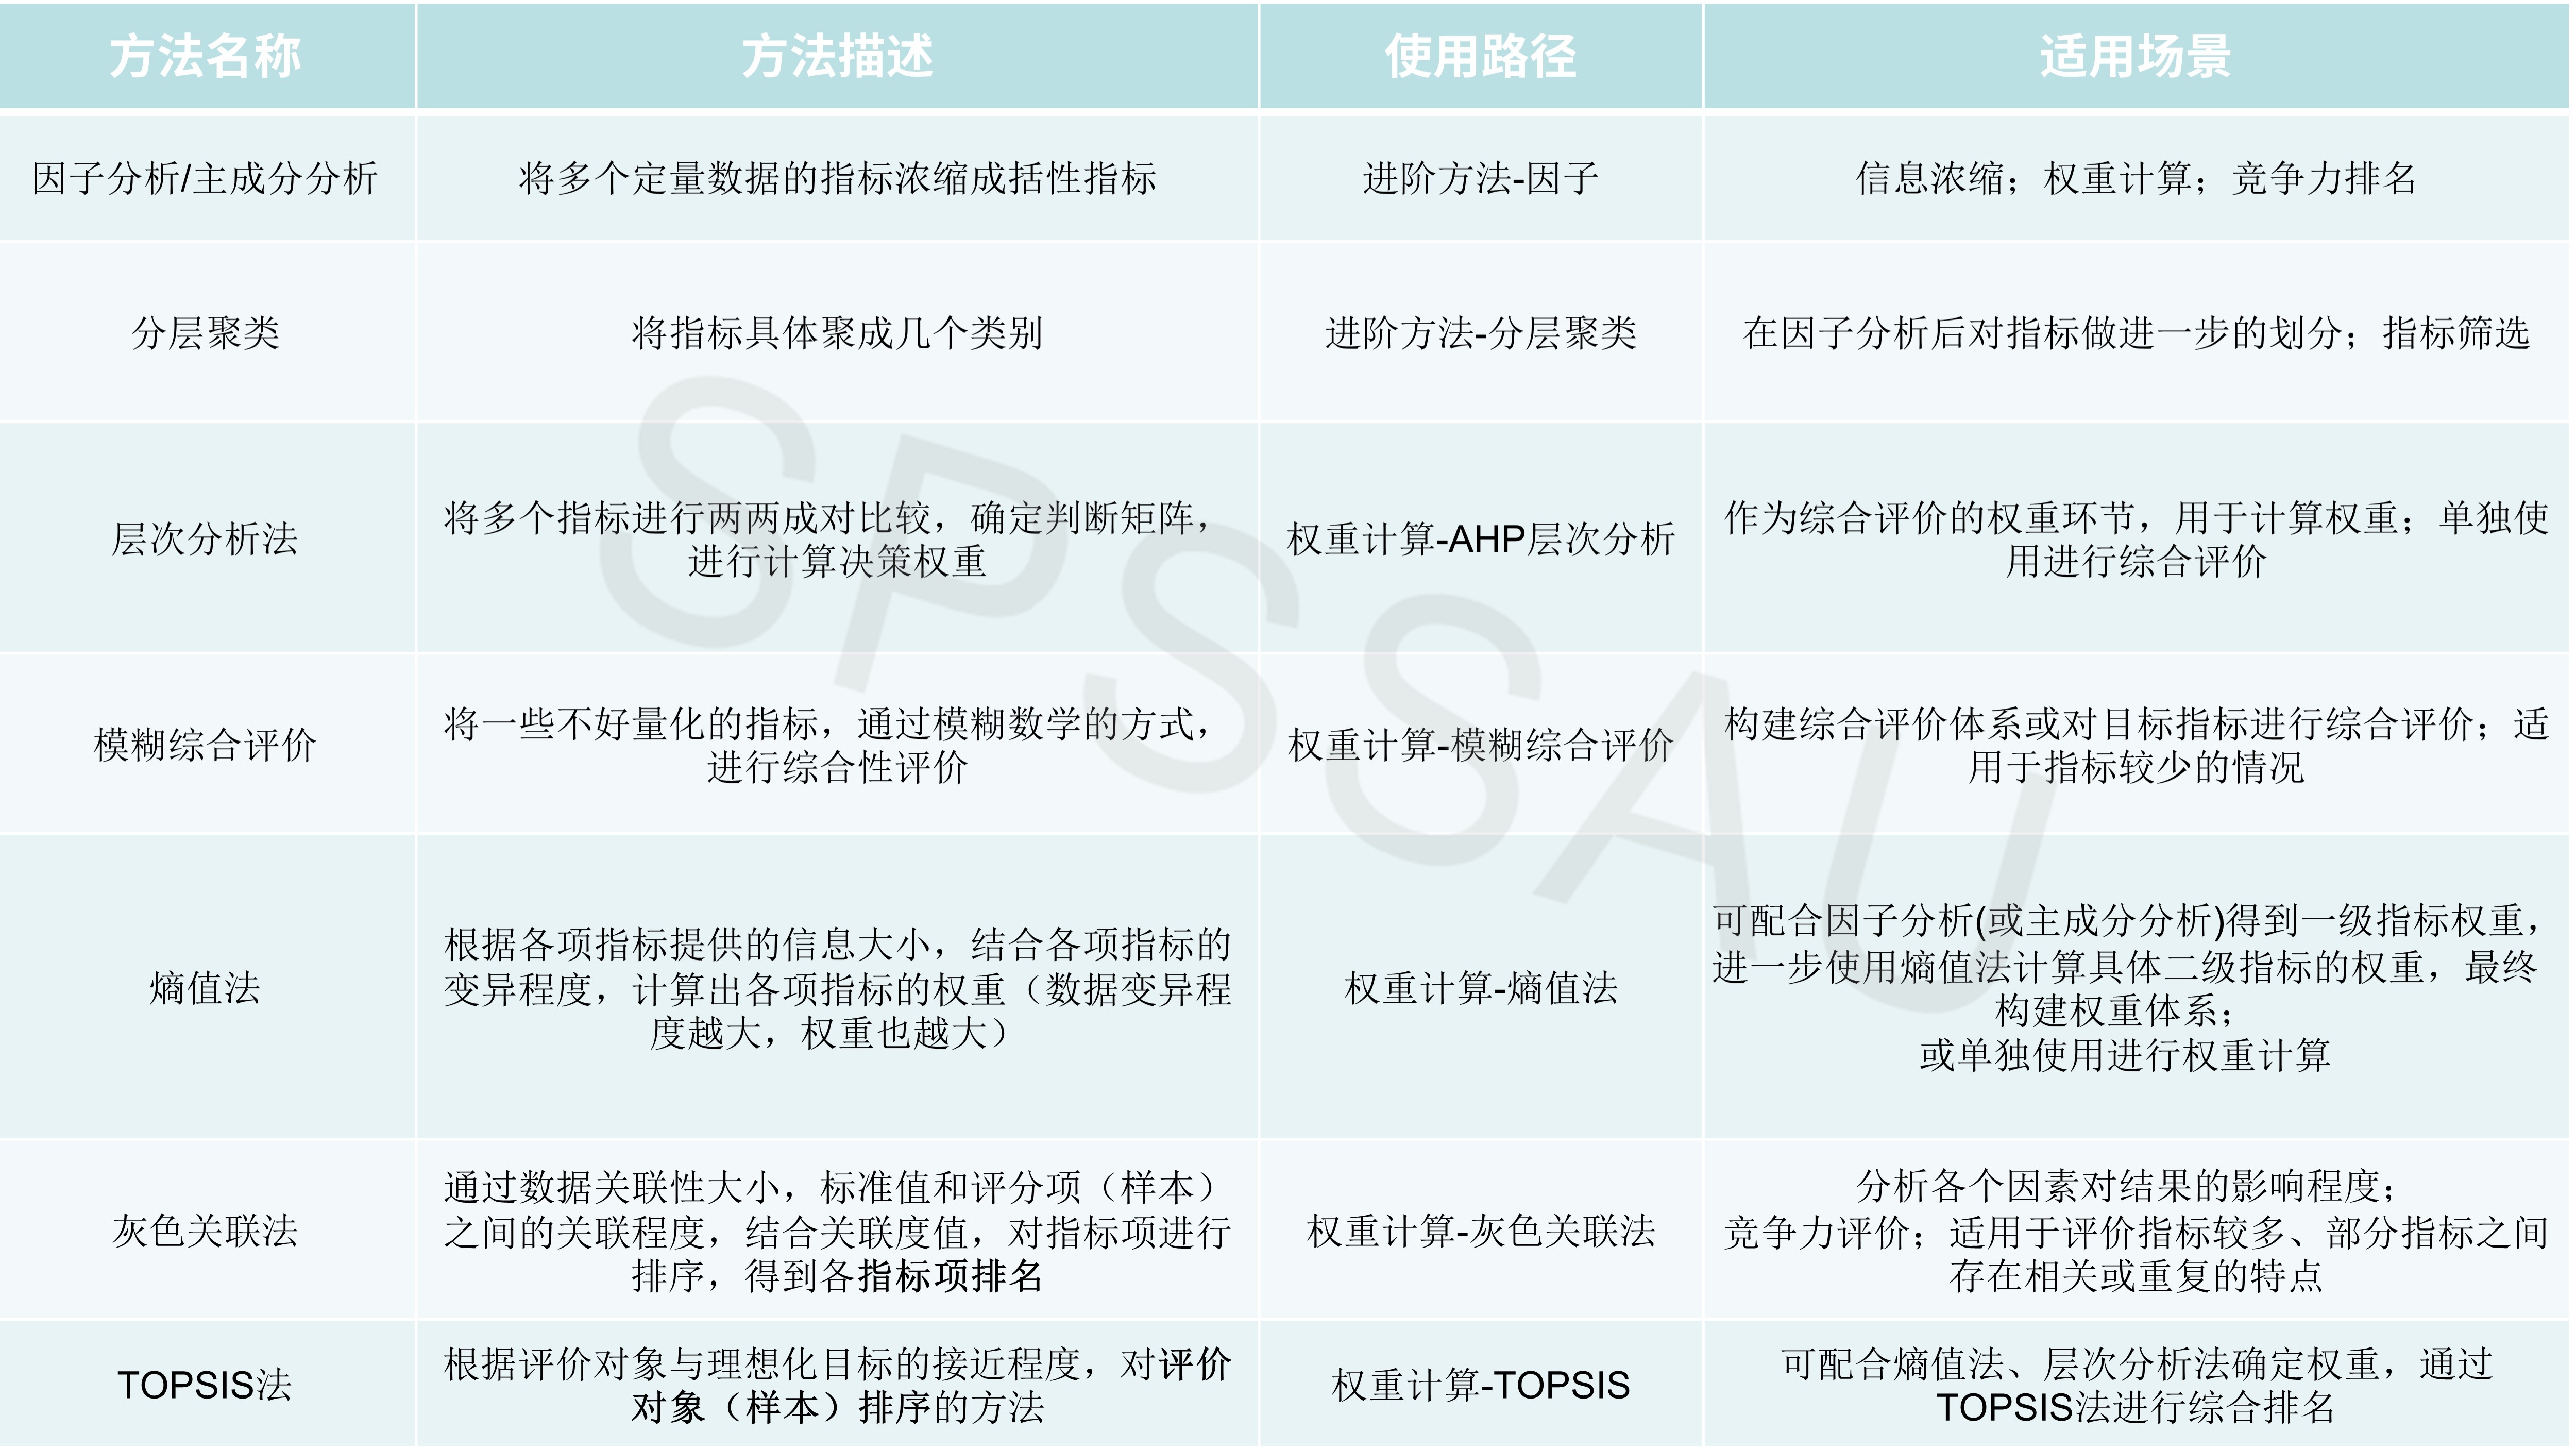 方法名称
方法描述
使用路径
适用场景
因子分析/主成分分析
将多个定量数据的指标浓缩成括性指标
进阶方法-因子
信息浓缩；权重计算；竞争力排名
分层聚类
将指标具体聚成几个类别
进阶方法-分层聚类
在因子分析后对指标做进一步的划分；指标筛选
层次分析法
将多个指标进行两两成对比较，确定判断矩阵，
进行计算决策权重
权重计算-AHP层次分析
作为综合评价的权重环节，用于计算权重；单独使
用进行综合评价
模糊综合评价
将一些不好量化的指标，通过模糊数学的方式，
进行综合性评价
权重计算-模糊综合评价
构建综合评价体系或对目标指标进行综合评价；适
用于指标较少的情况
熵值法
根据各项指标提供的信息大小，结合各项指标的
变异程度，计算出各项指标的权重（数据变异程
度越大，权重也越大）
权重计算-熵值法
可配合因子分析(或主成分分析)得到一级指标权重，
进一步使用熵值法计算具体二级指标的权重，最终
构建权重体系；
或单独使用进行权重计算
灰色关联法
通过数据关联性大小，标准值和评分项（样本）
之间的关联程度，结合关联度值，对指标项进行
排序，得到各指标项排名
权重计算-灰色关联法
分析各个因素对结果的影响程度；
竞争力评价；适用于评价指标较多、部分指标之间
存在相关或重复的特点
TOPSIS法
根据评价对象与理想化目标的接近程度，对评价
对象（样本）排序的方法
权重计算-TOPSIS
可配合熵值法、层次分析法确定权重，通过
TOPSIS法进行综合排名
SPSSAU